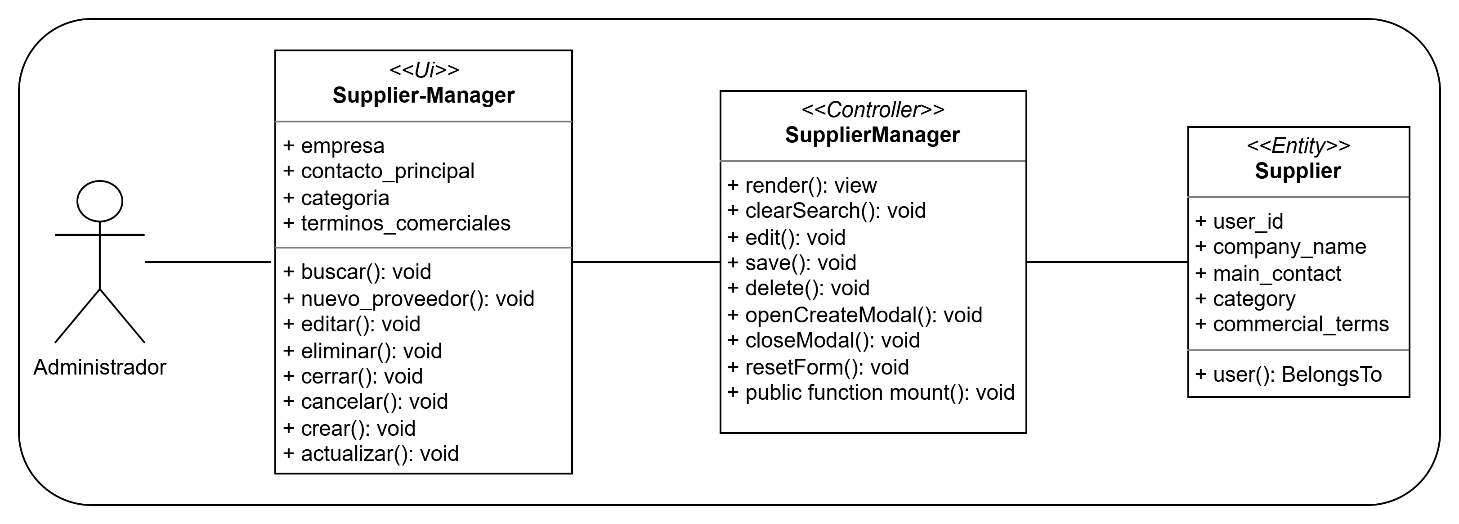 Administrador
<<Ui>>
Supplier-Manager
+ empresa
+ contacto_principal
+ categoria
+ terminos_comerciales
+ buscar(): void
+ nuevo_proveedor(): void
+ editar(): void
+ eliminar(): void
+ cerrar(): void
+ cancelar(): void
+ crear(): void
+ actualizar(): void
<<Controller>>
SupplierManager
+ render(): view
+ clearSearch(): void
+ edit(): void
+ save(): void
+ delete(): void
+ openCreateModal(): void
+ closeModal(): void
+ resetForm(): void
+ public function mount(): void
<<Entity>>
Supplier
+ user_id
+ company_name
+ main_contact
+ category
+ commercial_terms
+ user(): BelongsTo